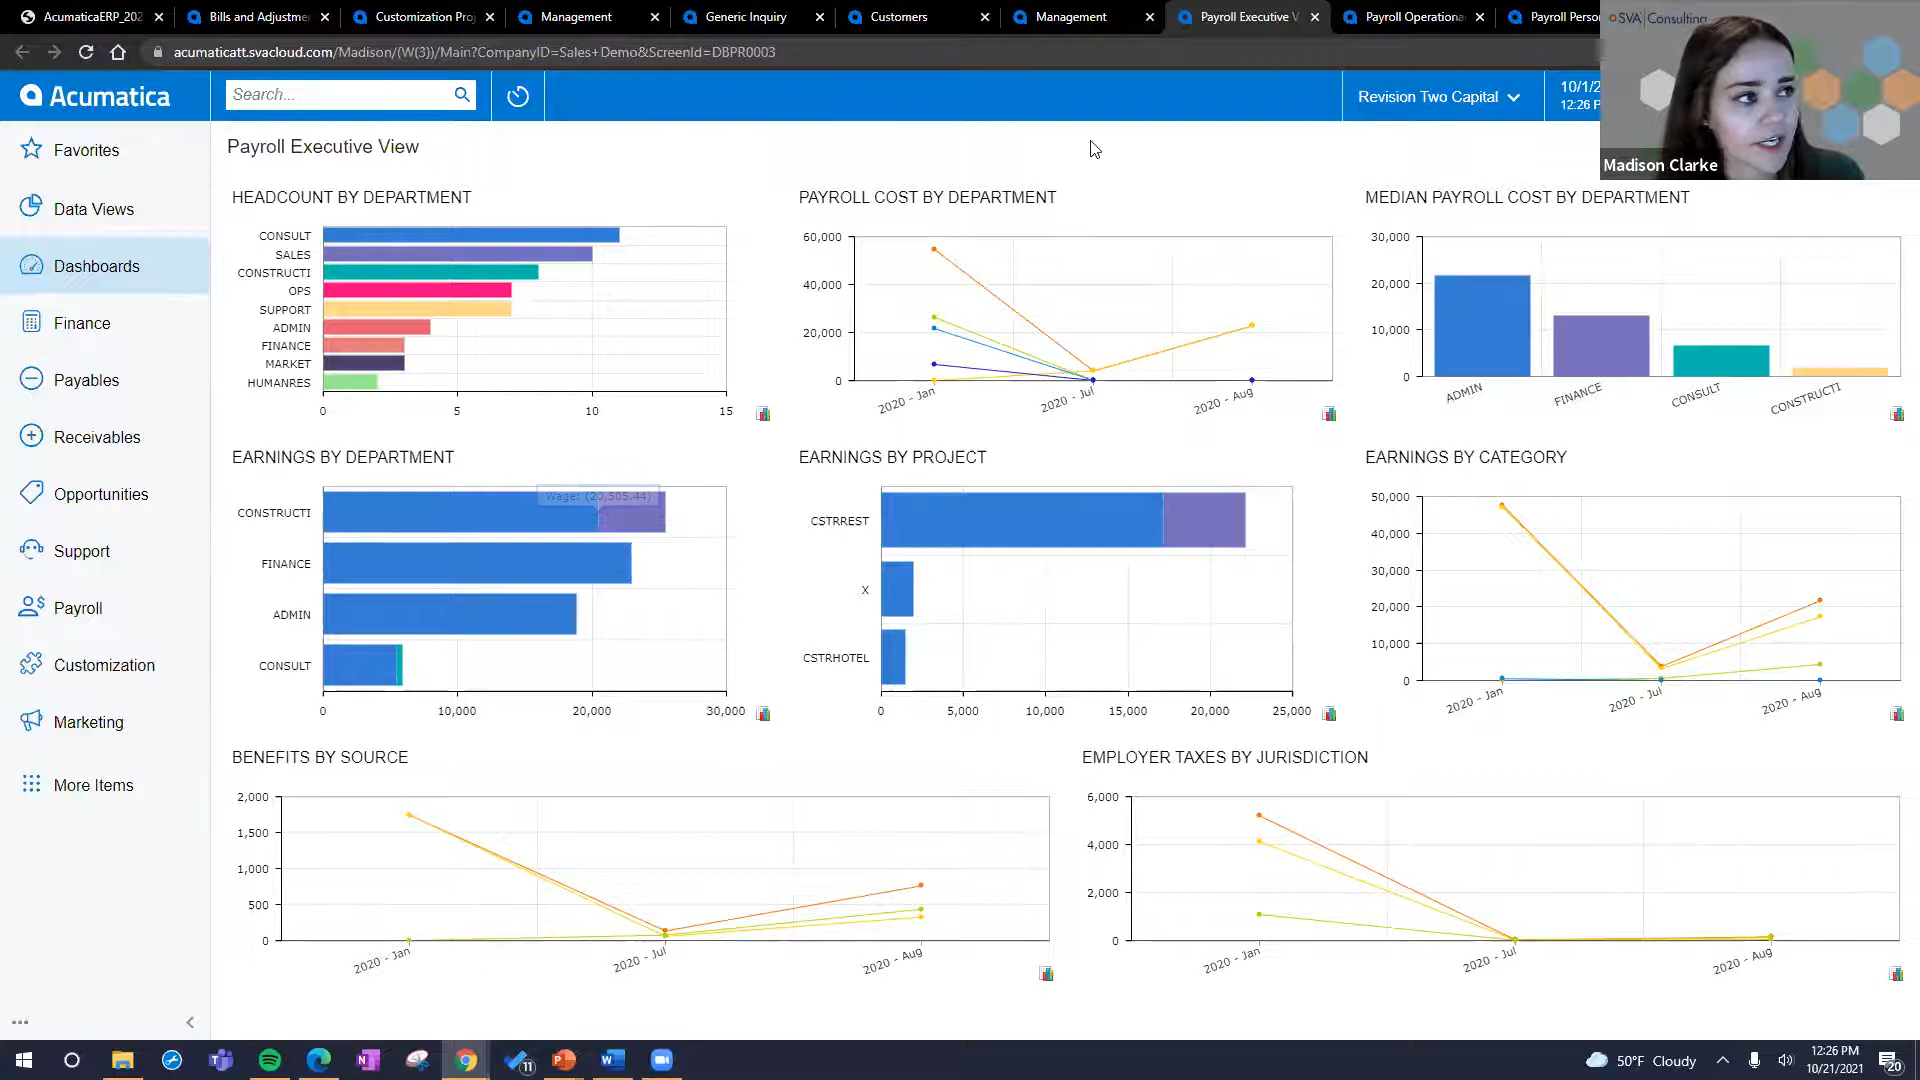 AcumaticaERP_202
Bills and Adjustme
Customization Pro
Management
Generic Inquiry
Customers
Management
Payroll Executive V
Payroll Operationa
Payroll Perso
SVA Consulting
acumaticatt.svacloud.com/Madison/(W(3))/Main?CompanyID=Sales+Demo&ScreenId=DBPR0003
Acumatica
Search...
Revision Two Capital
10/1/2
12:26 P
Madison Clarke
Favorites
Data Views
Dashboards
Finance
Payables
Receivables
Opportunities
Support
Payroll
Customization
Marketing
More Items
Payroll Executive View
HEADCOUNT BY DEPARTMENT
CONSULT
SALES
CONSTRUCTI
OPS
SUPPORT
ADMIN
FINANCE
MARKET
HUMANRES
0 5 10 15
PAYROLL COST BY DEPARTMENT
60,000
40,000
20,000
0
2020 - Jan 2020 - Jul 2020 - Aug
MEDIAN PAYROLL COST BY DEPARTMENT
30,000
20,000
10,000
0
ADMIN FINANCE CONSULT CONSTRUCTI
EARNINGS BY DEPARTMENT
Wage: (20,505.44)
CONSTRUCTI
FINANCE
ADMIN
CONSULT
0 10,000 20,000 30,000
EARNINGS BY PROJECT
CSTRREST
X
CSTRHOTEL
0 5,000 10,000 15,000 20,000 25,000
EARNINGS BY CATEGORY
50,000
40,000
30,000
20,000
10,000
0
2020 - Jan 2020 - Jul 2020 - Aug
BENEFITS BY SOURCE
2,000
1,500
1,000
500
0
2020 - Jan 2020 - Jul 2020 - Aug
EMPLOYER TAXES BY JURISDICTION
6,000
4,000
2,000
0
2020 - Jan 2020 - Jul 2020 - Aug
11
50°F Cloudy
12:26 PM
10/21/2021
20